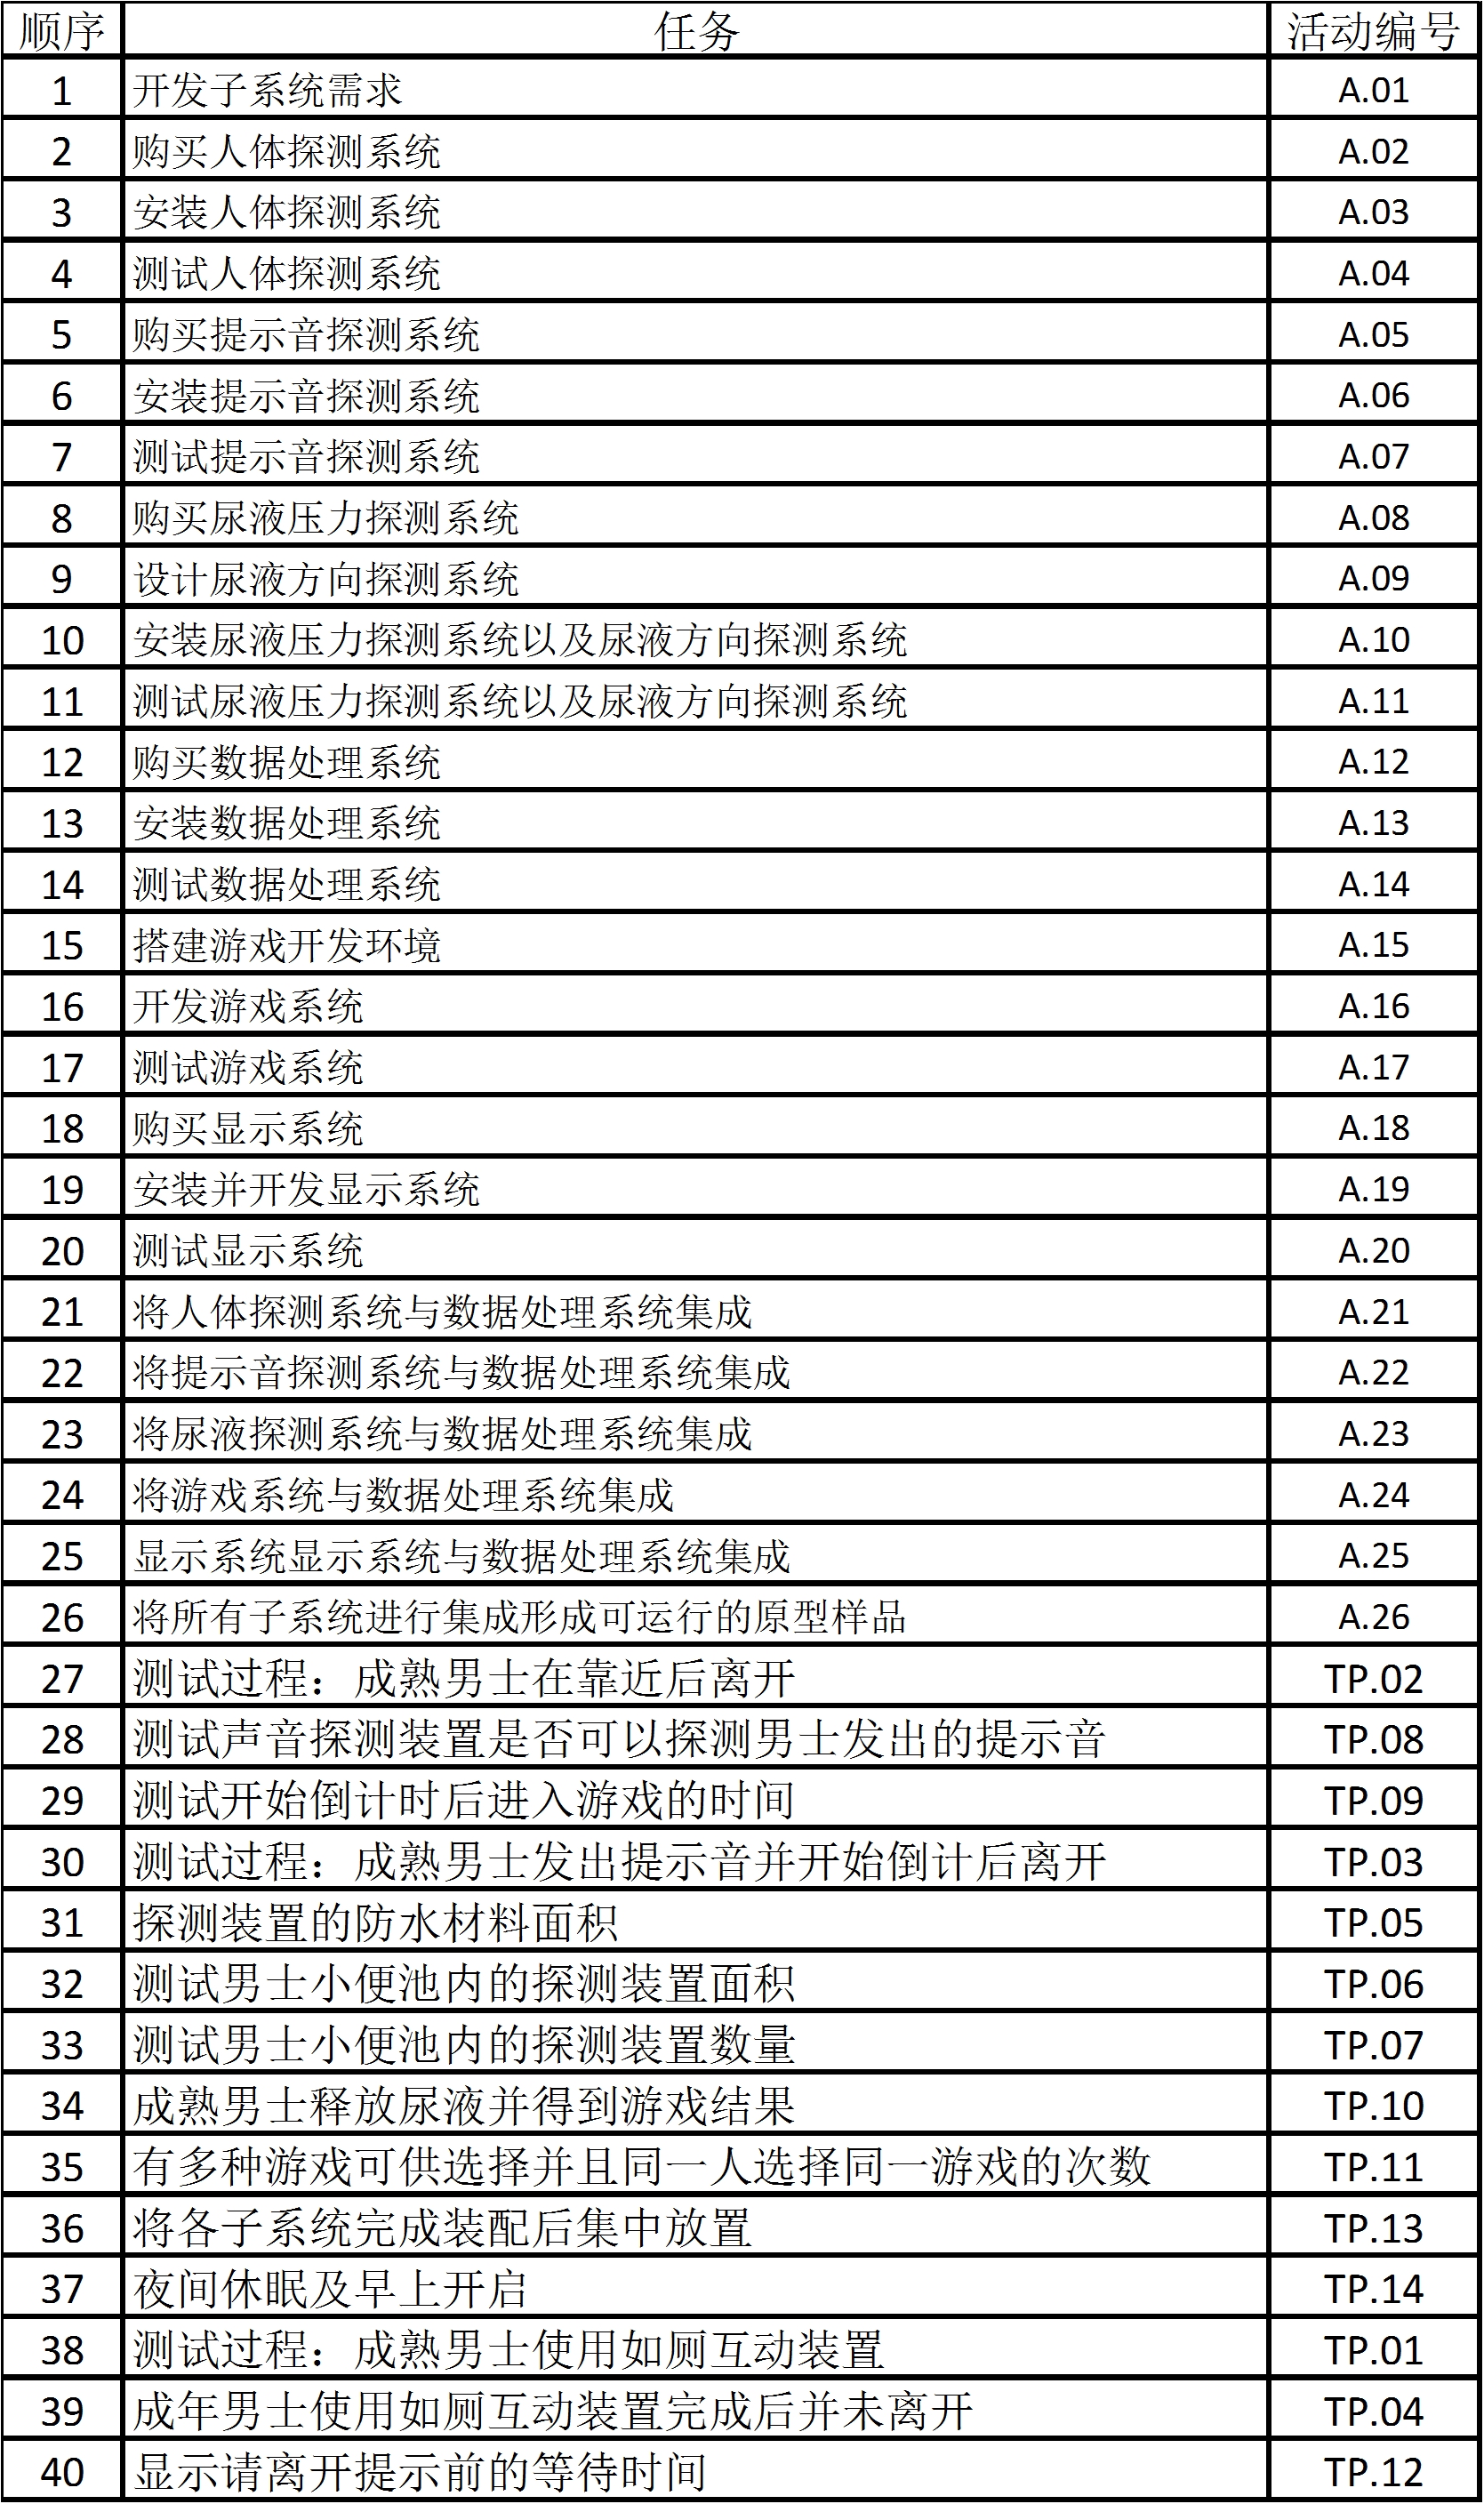 顺序 任务 活动编号
1 开发子系统需求 A.01
2 购买人体探测系统 A.02
3 安装人体探测系统 A.03
4 测试人体探测系统 A.04
5 购买提示音探测系统 A.05
6 安装提示音探测系统 A.06
7 测试提示音探测系统 A.07
8 购买尿液压力探测系统 A.08
9 设计尿液方向探测系统 A.09
10 安装尿液压力探测系统以及尿液方向探测系统 A.10
11 测试尿液压力探测系统以及尿液方向探测系统 A.11
12 购买数据处理系统 A.12
13 安装数据处理系统 A.13
14 测试数据处理系统 A.14
15 搭建游戏开发环境 A.15
16 开发游戏系统 A.16
17 测试游戏系统 A.17
18 购买显示系统 A.18
19 安装并开发显示系统 A.19
20 测试显示系统 A.20
21 将人体探测系统与数据处理系统集成 A.21
22 将提示音探测系统与数据处理系统集成 A.22
23 将尿液探测系统与数据处理系统集成 A.23
24 将游戏系统与数据处理系统集成 A.24
25 显示系统显示系统与数据处理系统集成 A.25
26 将所有子系统进行集成形成可运行的原型样品 A.26
27 测试过程：成熟男士在靠近后离开 TP.02
28 测试声音探测装置是否可以探测男士发出的提示音 TP.08
29 测试开始倒计时后进入游戏的时间 TP.09
30 测试过程：成熟男士发出提示音并开始倒计后离开 TP.03
31 探测装置的防水材料面积 TP.05
32 测试男士小便池内的探测装置面积 TP.06
33 测试男士小便池内的探测装置数量 TP.07
34 成熟男士释放尿液并得到游戏结果 TP.10
35 有多种游戏可供选择并且同一人选择同一游戏的次数 TP.11
36 将各子系统完成装配后集中放置 TP.13
37 夜间休眠及早上开启 TP.14
38 测试过程：成熟男士使用如厕互动装置 TP.01
39 成年男士使用如厕互动装置完成后并未离开 TP.04
40 显示请离开提示前的等待时间 TP.12